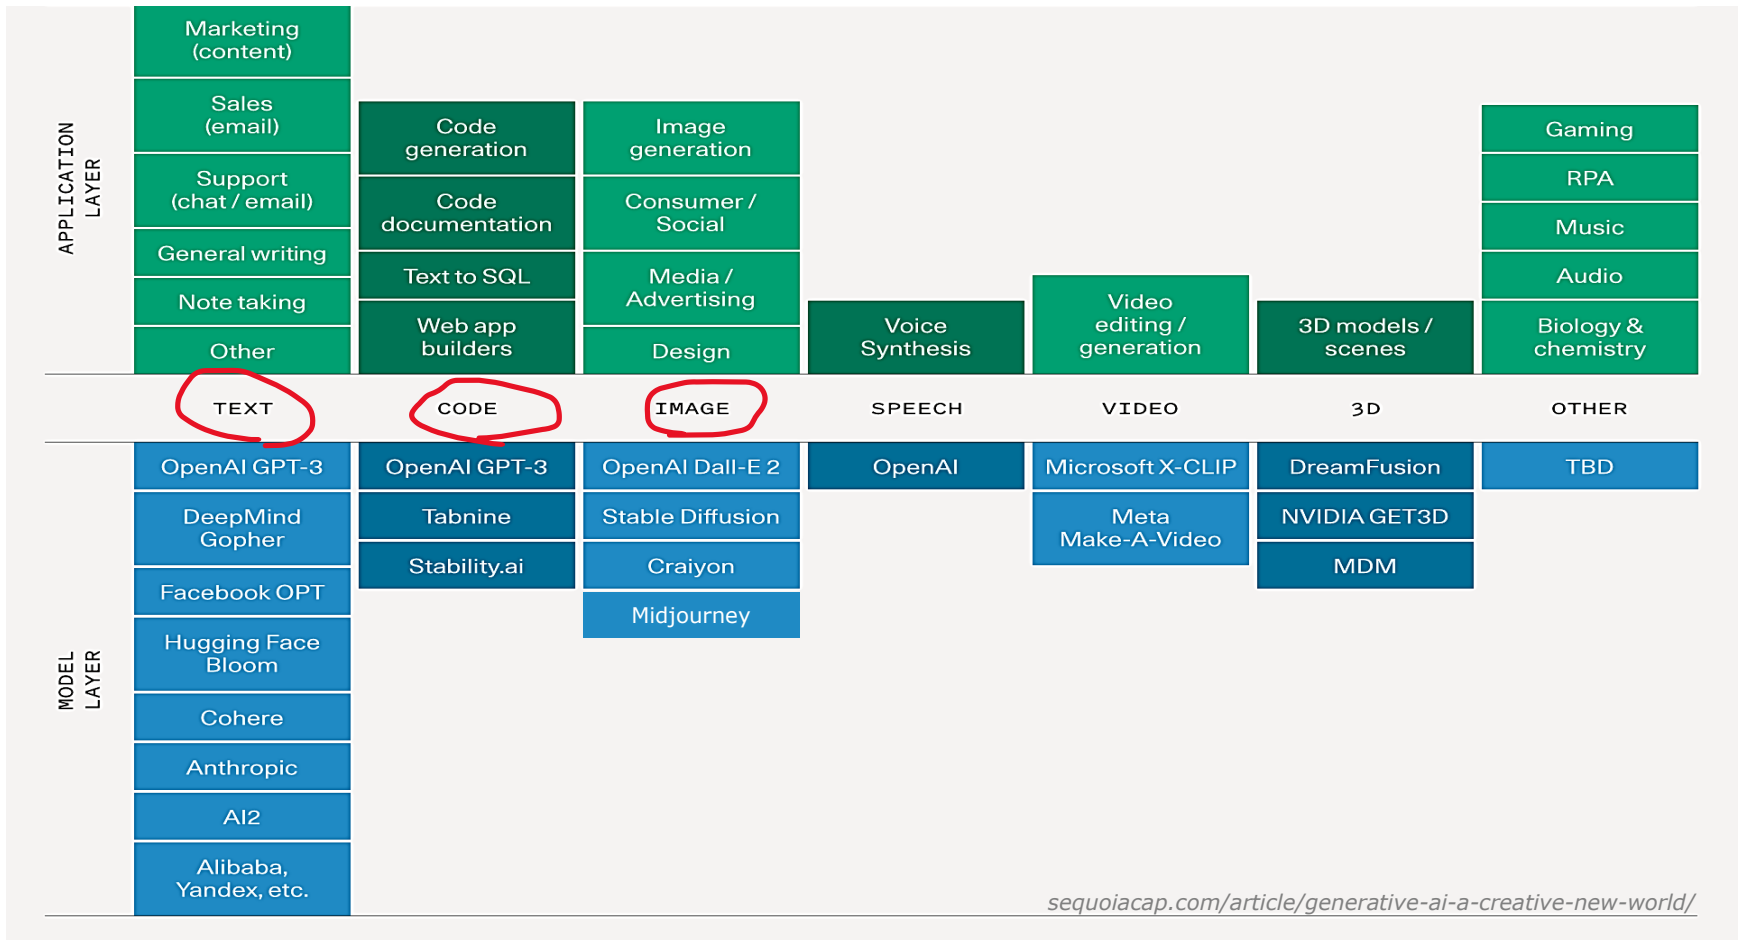 APPLICATION
LAYER
Marketing
(content)
Sales
(email)
Support
(chat / email)
General writing
Note taking
Other
Code
generation
Code
documentation
Text to SQL
Web app
builders
Image
generation
Consumer /
Social
Media /
Advertising
Design
Voice
Synthesis
Video
editing /
generation
3D models /
scenes
Gaming
RPA
Music
Audio
Biology &
chemistry
TEXT
CODE
IMAGE
SPEECH
VIDEO
3D
OTHER
MODEL
LAYER
OpenAI GPT-3
DeepMind
Gopher
Facebook OPT
Hugging Face
Bloom
Cohere
Anthropic
AI2
Alibaba,
Yandex, etc.
OpenAI GPT-3
Tabnine
Stability.ai
OpenAI Dall-E 2
Stable Diffusion
Craiyon
Midjourney
OpenAI
Microsoft X-CLIP
Meta
Make-A-Video
DreamFusion
NVIDIA GET3D
MDM
TBD
sequoiacap.com/article/generative-ai-a-creative-new-world/